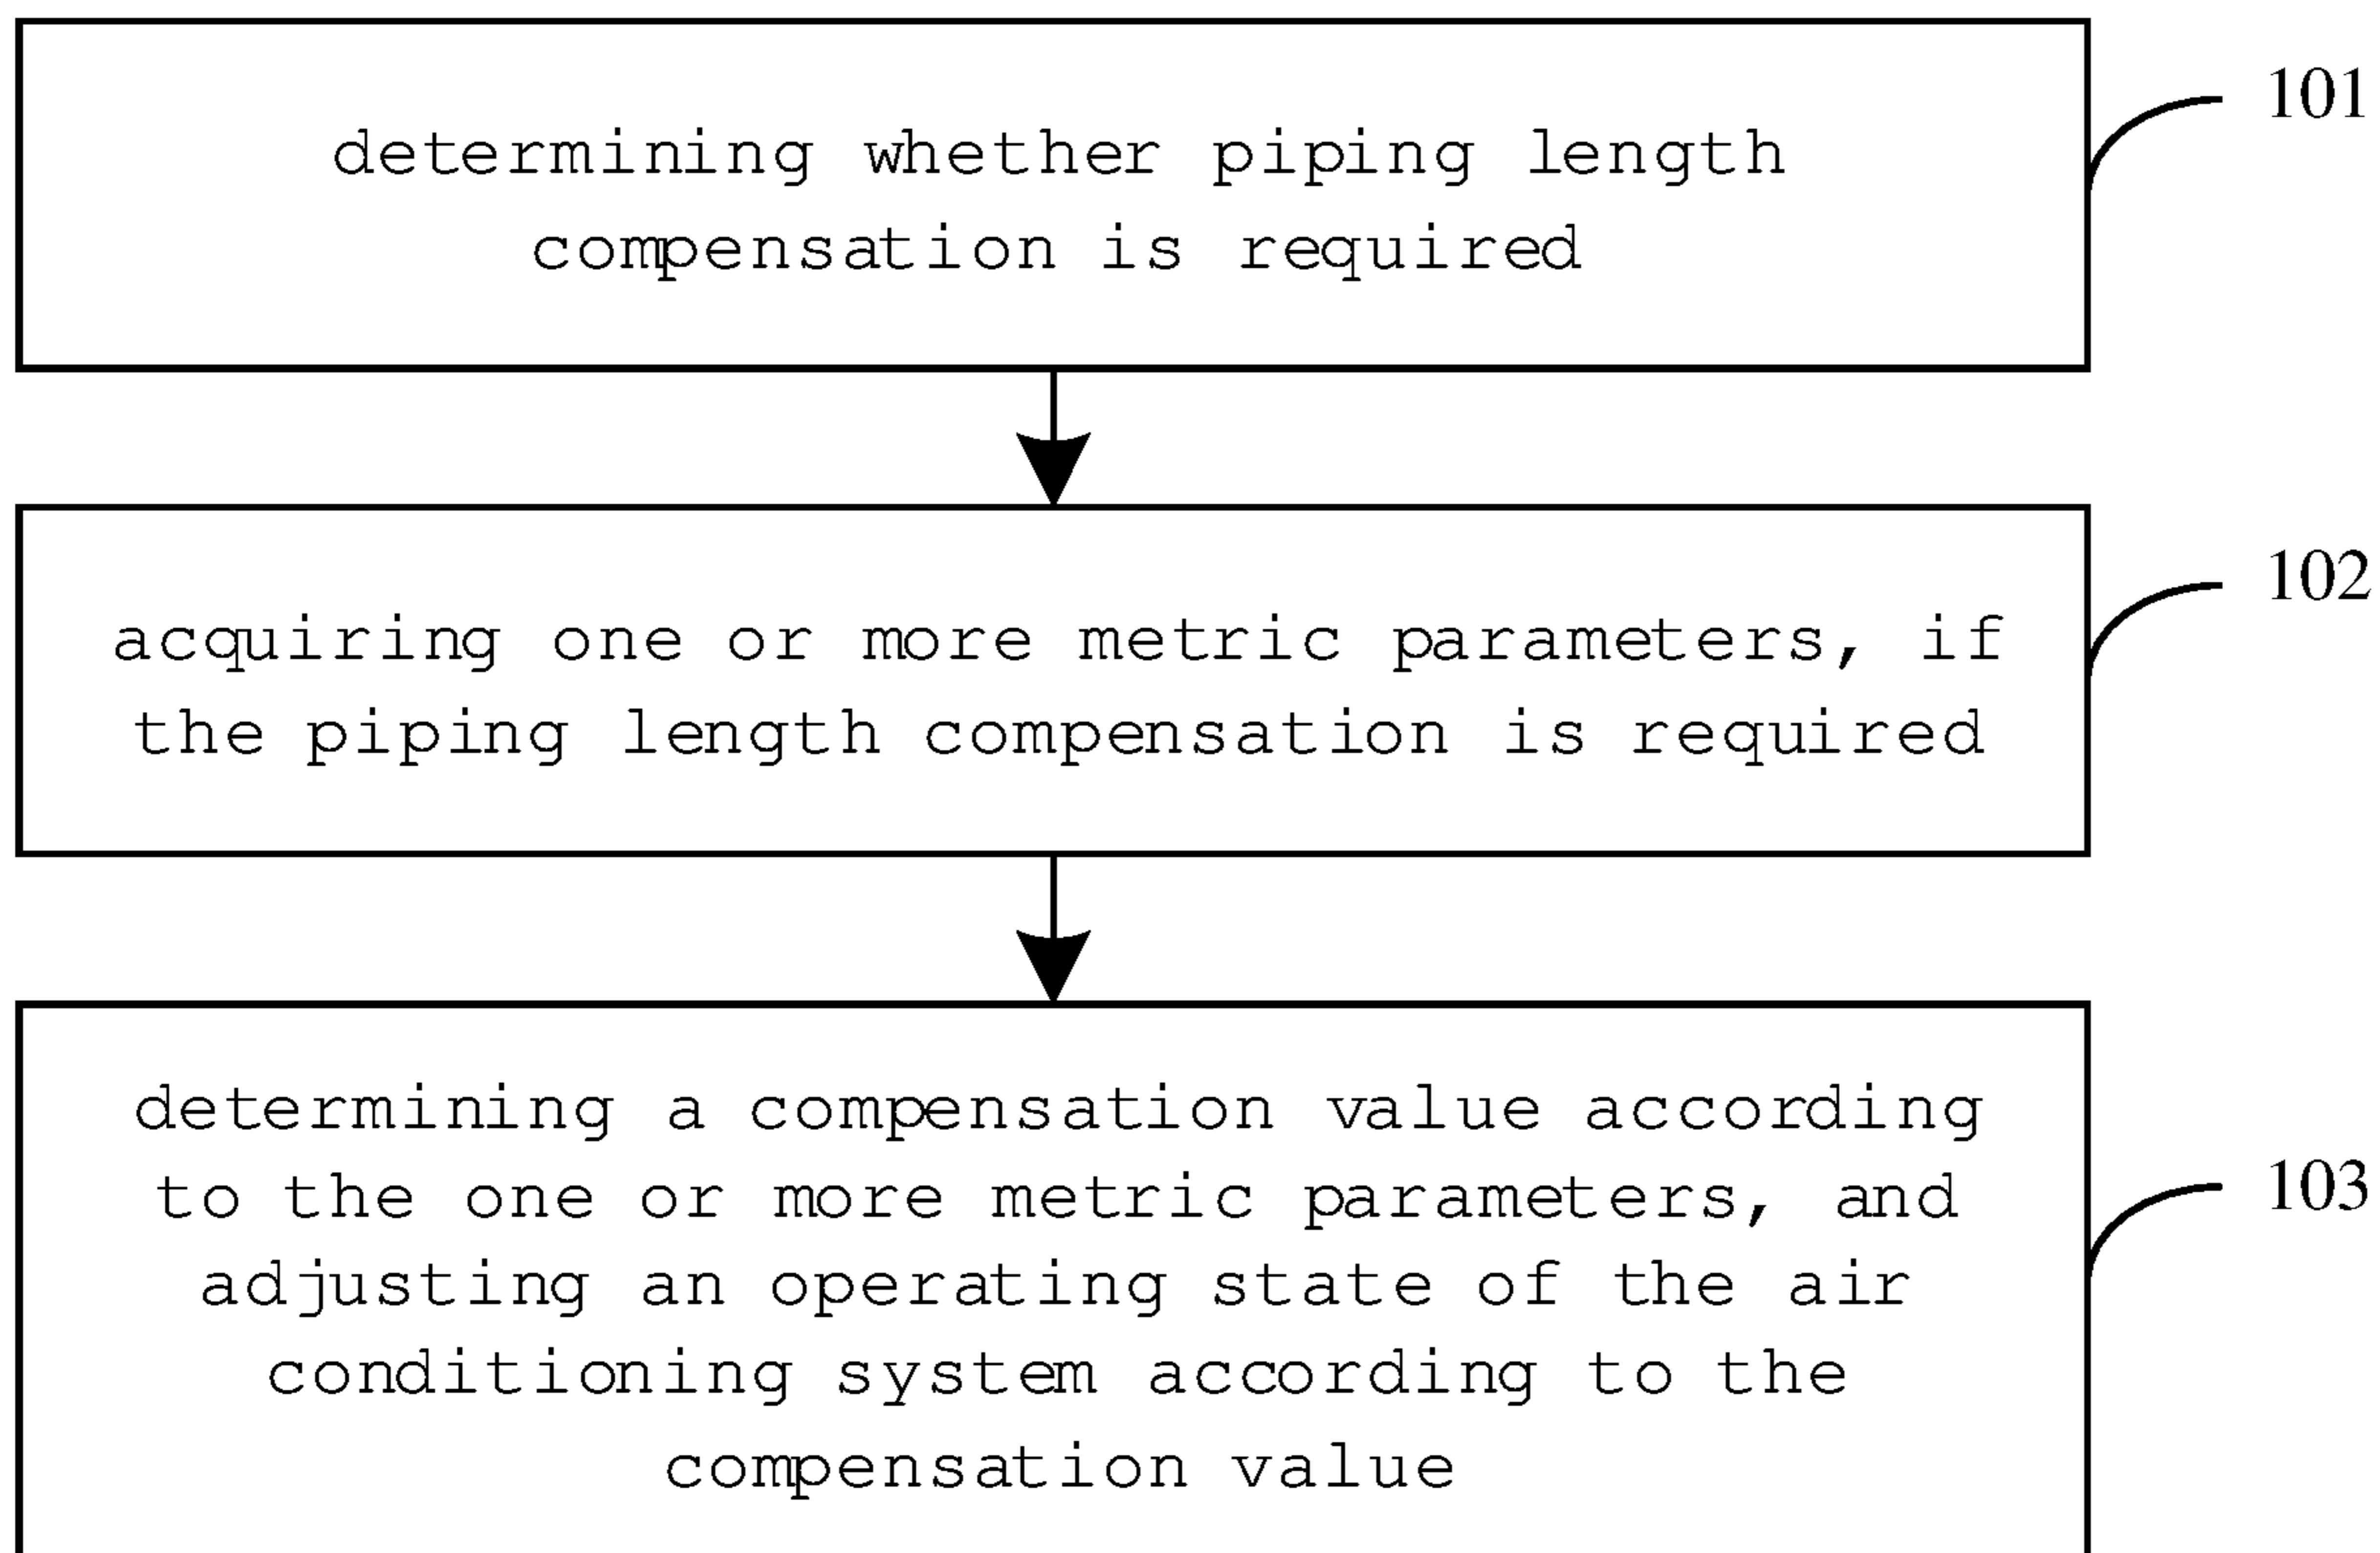 determining whether piping length
compensation is required
101
acquiring one or more metric parameters, if
the piping length compensation is required
102
determining a compensation value according
to the one or more metric parameters, and
adjusting an operating state of the air
conditioning system according to the
compensation value
103